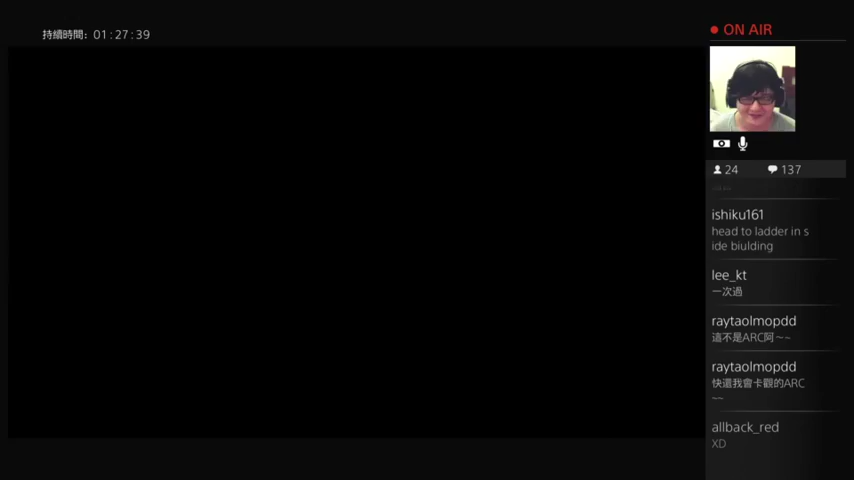 持續時間: 01:27:39
ON AIR
24 137
ishiku161
head to ladder in s
ide biulding
lee_kt
一次過
raytaolmopdd
這不是ARC阿~~
raytaolmopdd
快還我會卡觀的ARC
~~
allback_red
XD